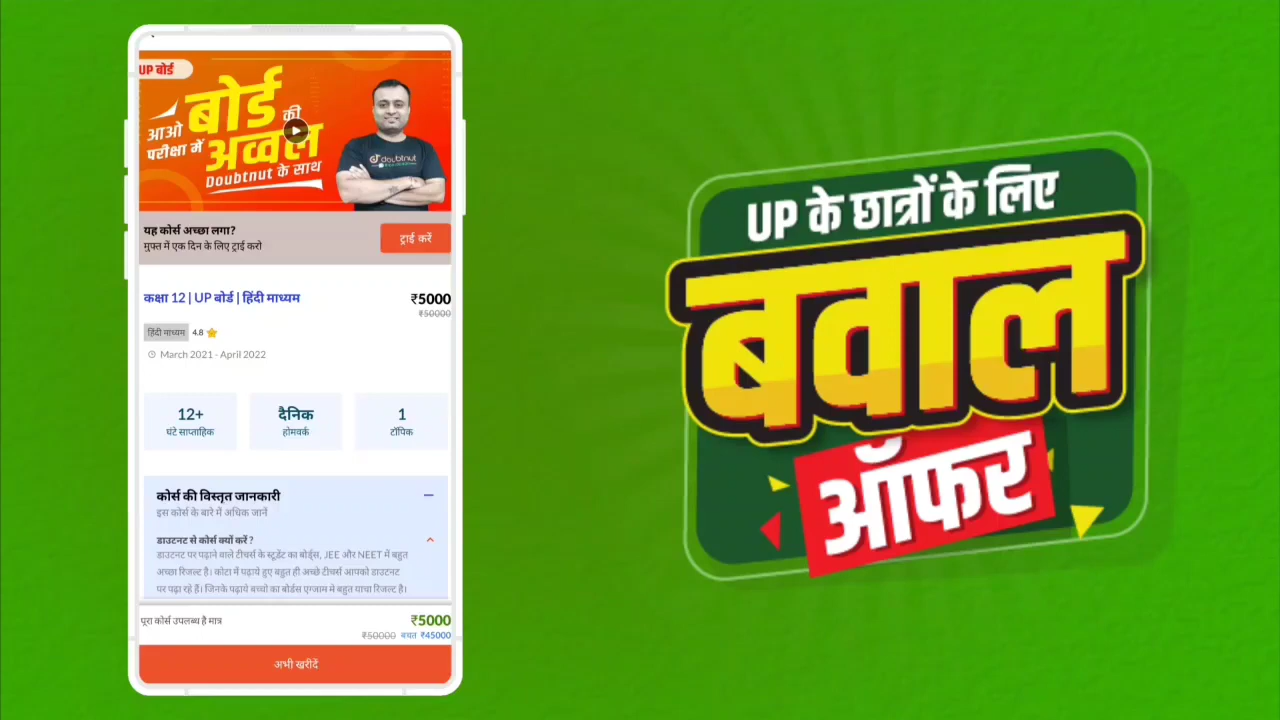 UP बोर्ड
आओ बोर्ड की
परीक्षा में अव्वल
Doubtnut के साथ
doubtnut
यह कोर्स अच्छा लगा?
मुफ्त में एक दिन के लिए ट्राई करो
ट्राई करें
कक्षा 12 | UP बोर्ड | हिंदी माध्यम
₹5000
₹50000
हिंदी माध्यम 4.8
March 2021 - April 2022
12+
घंटे साप्ताहिक
दैनिक
होमवर्क
1
टॉपिक
कोर्स की विस्तृत जानकारी
इस कोर्स के बारे में अधिक जानें
डाउटनट से कोर्स क्यों करें ?
डाउटनट पर पढ़ाने वाले टीचर्स के स्टूडेंट का बोर्ड्स, JEE और NEET में बहुत
अच्छा रिजल्ट है। कोटा में पढ़ाये हुए बहुत ही अच्छे टीचर्स आपको डाउटनट
पर पढ़ा रहे हैं। जिनके पढ़ाये बच्चो का बोर्डस एग्जाम मे बहुत याचा रिजल्ट है।
पूरा कोर्स उपलब्ध है मात्र
₹5000
₹50000 बचत ₹45000
अभी खरीदें
UP के छात्रों के लिए
बवाल
ऑफर